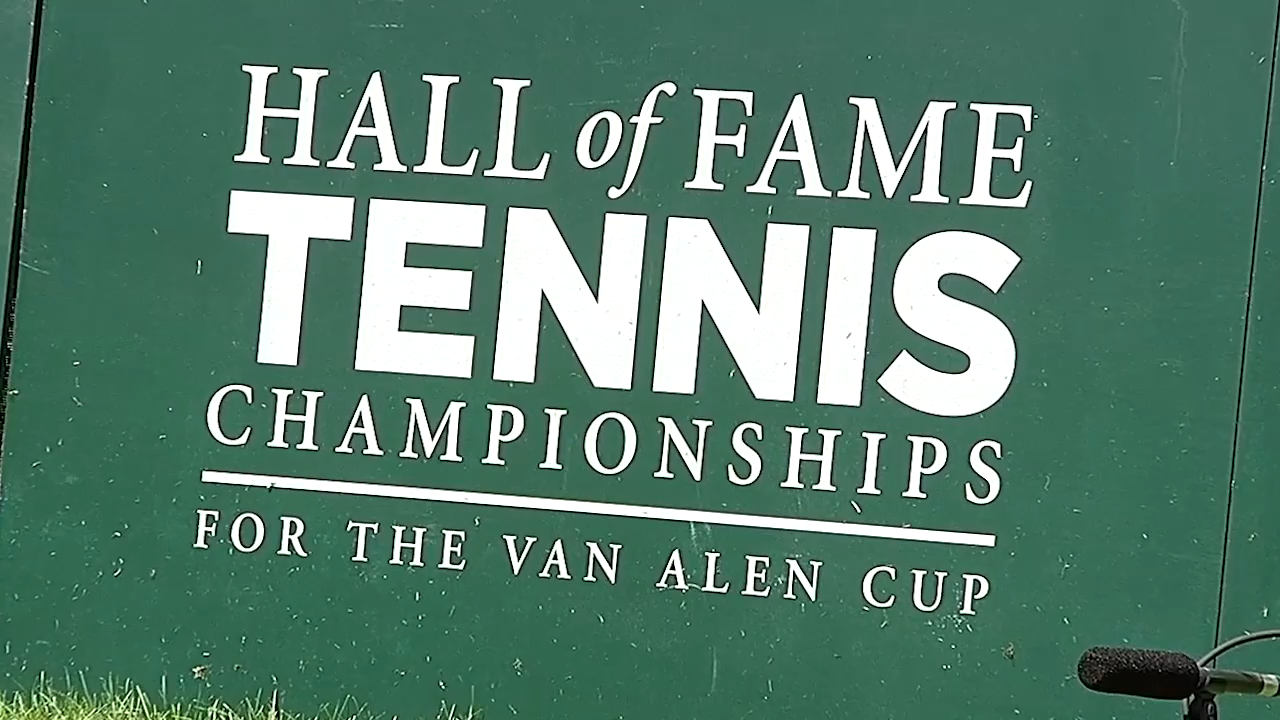 HALL of FAME
TENNIS
CHAMPIONSHIPS
FOR THE VAN ALEN CUP